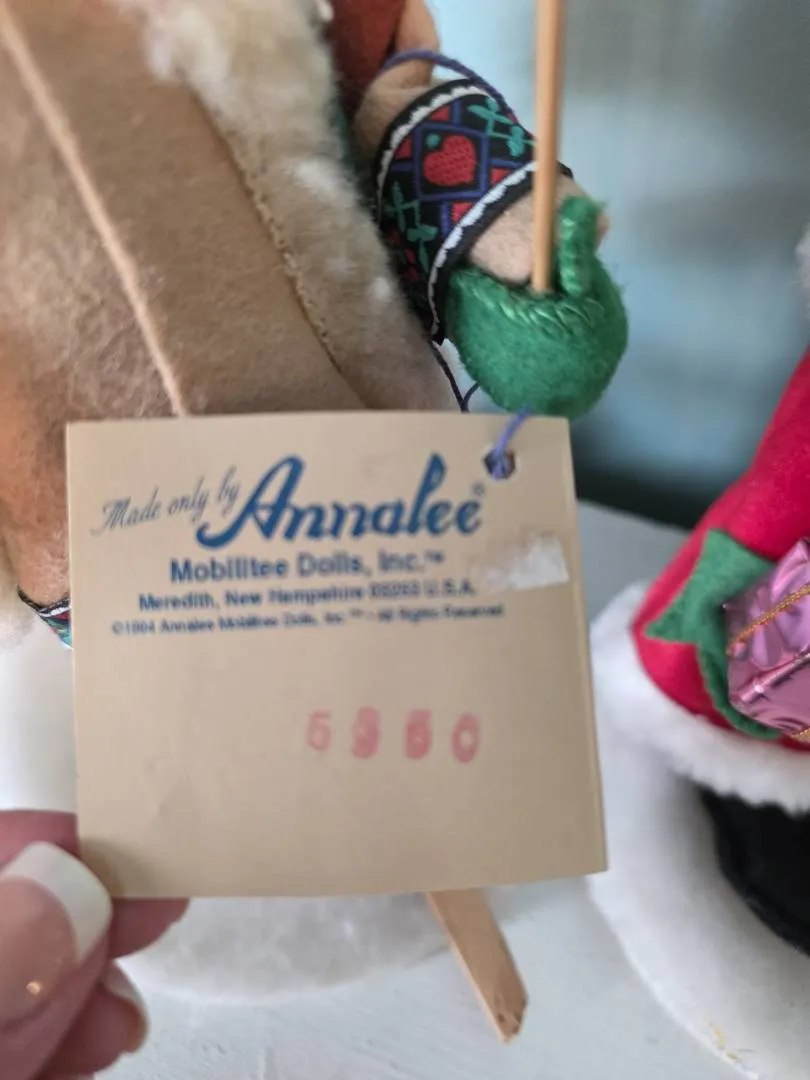 Made only by Annalee®
Mobilitee Dolls, Inc.™
Meredith, New Hampshire 03253 U.S.A.
©1994 Annalee Mobilitee Dolls, Inc.™ - All Rights Reserved